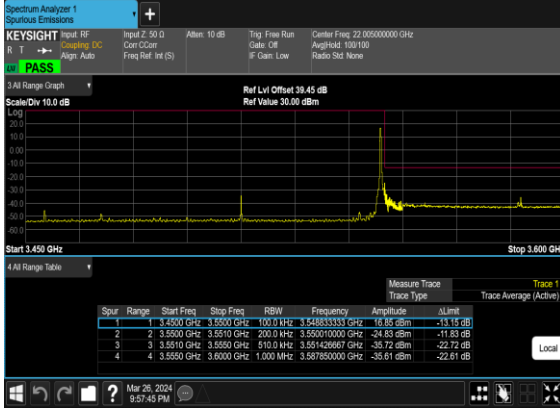 Spectrum Analyzer 1
Spurious Emissions
+
KEYSIGHT Input: RF Input Z: 50 Ω Atten: 10 dB Trig: Free Run Center Freq: 22.005000000 GHz
R T Coupling: DC Corr CCorr Gate: Off Avg|Hold: 100/100
Align: Auto Freq Ref: Int (S) IF Gain: Low Radio Std: None
LXI PASS
3 All Range Graph
Ref Lvl Offset 39.45 dB
Scale/Div 10.0 dB Ref Value 30.00 dBm
Log
20.0
10.0
0.00
-10.0
-20.0
-30.0
-40.0
-50.0
-60.0
Start 3.450 GHz Stop 3.600 GH
4 All Range Table
Measure Trace Trace 1
Trace Type Trace Average (Active)
Spur Range Start Freq Stop Freq RBW Frequency Amplitude ΔLimit
1 1 3.4500 GHz 3.5500 GHz 100.0 kHz 3.548833333 GHz 16.85 dBm -13.15 dB
2 2 3.5500 GHz 3.5510 GHz 200.0 kHz 3.550010000 GHz -24.83 dBm -11.83 dB
3 3 3.5510 GHz 3.5550 GHz 510.0 kHz 3.551426667 GHz -35.72 dBm -22.72 dB
4 4 3.5550 GHz 3.6000 GHz 1.000 MHz 3.587850000 GHz -35.61 dBm -22.61 dB
Local
? Mar 26, 2024
9:57:45 PM